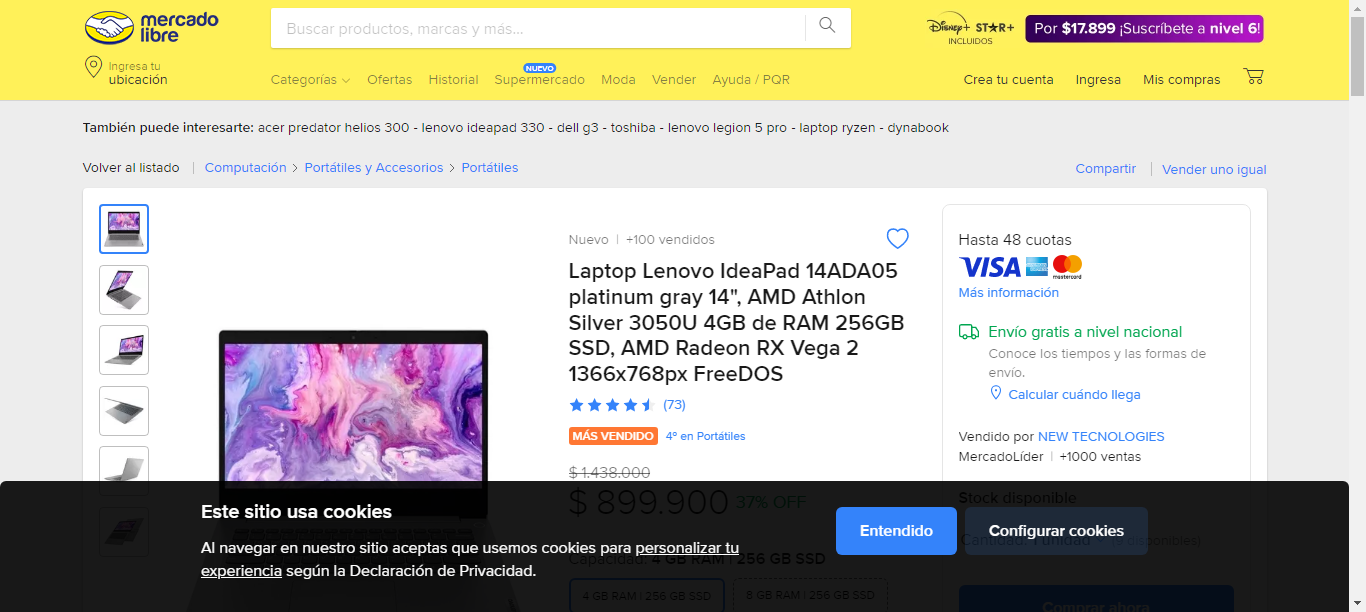 mercado
libre
Buscar productos, marcas y más...
Disney+ STAR+
INCLUIDOS
Por $17.899 ¡Suscríbete a nivel 6!
Ingresa tu
ubicación
NUEVO
Categorías Ofertas Historial Supermercado Moda Vender Ayuda / PQR
Crea tu cuenta Ingresa Mis compras
También puede interesarte: acer predator helios 300 - lenovo ideapad 330 - dell g3 - toshiba - lenovo legion 5 pro - laptop ryzen - dynabook
Volver al listado | Computación > Portátiles y Accesorios > Portátiles
Compartir | Vender uno igual
Nuevo | +100 vendidos
Laptop Lenovo IdeaPad 14ADA05
platinum gray 14", AMD Athlon
Silver 3050U 4GB de RAM 256GB
SSD, AMD Radeon RX Vega 2
1366x768px FreeDOS
(73)
MÁS VENDIDO 4º en Portátiles
$ 1.438.000
$ 899.900 37% OFF
Capacidad: 4 GB RAM | 256 GB SSD
4 GB RAM | 256 GB SSD 8 GB RAM | 256 GB SSD
Hasta 48 cuotas
VISA mastercard
Más información
Envío gratis a nivel nacional
Conoce los tiempos y las formas de
envío.
Calcular cuándo llega
Vendido por NEW TECNOLOGIES
MercadoLíder | +1000 ventas
Stock disponible
Cantidad: 1 unidad disponibles)
Comprar ahora
Este sitio usa cookies
Al navegar en nuestro sitio aceptas que usemos cookies para personalizar tu
experiencia según la Declaración de Privacidad.
Entendido
Configurar cookies